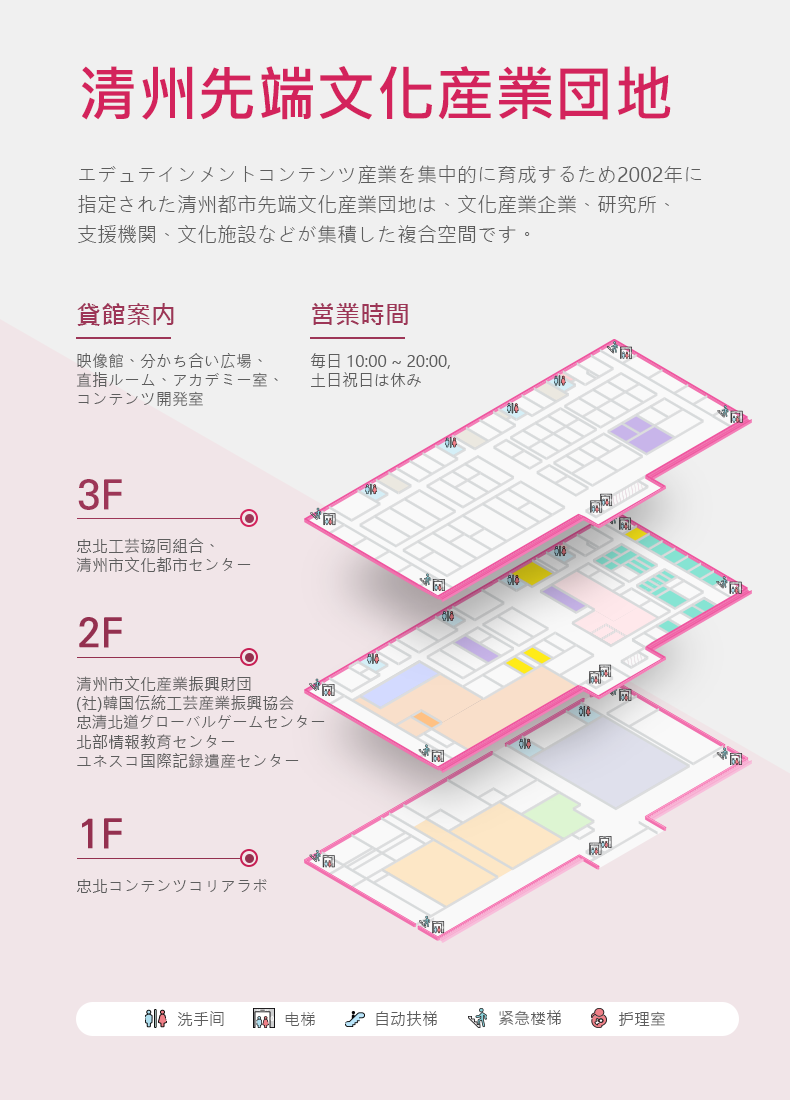 清州先端文化産業団地
エデュテインメントコンテンツ産業を集中的に育成するため2002年に
指定された清州都市先端文化産業団地は、文化産業企業、研究所、
支援機関、文化施設などが集積した複合空間です。
貸館案内
映像館、分かち合い広場、
直指ルーム、アカデミー室、
コンテンツ開発室
営業時間
毎日 10:00 ~ 20:00,
土日祝日は休み
3F
忠北工芸協同組合、
清州市文化都市センター
2F
清州市文化産業振興財団
(社)韓国伝統工芸産業振興協会
忠清北道グローバルゲームセンター
北部情報教育センター
ユネスコ国際記録遺産センター
1F
忠北コンテンツコリアラボ
洗手间 电梯 自动扶梯 紧急楼梯 护理室